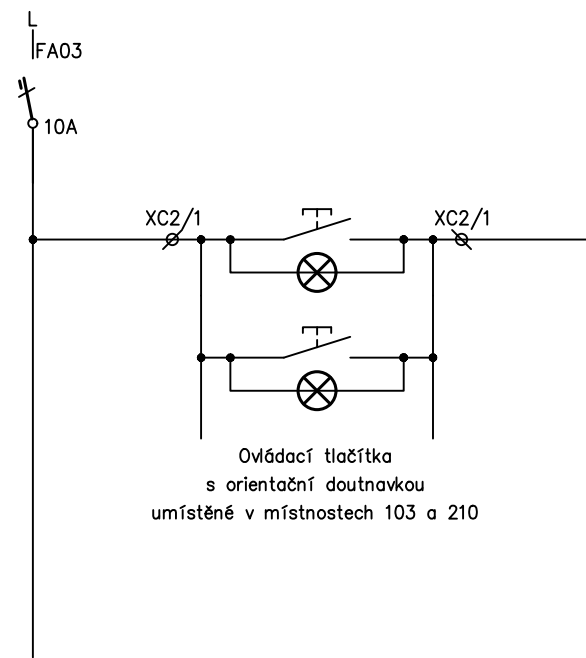 L
FA03
10A
XC2/1
XC2/1
Ovládací tlačítka
s orientační doutnavkou
umístěné v místnostech 103 a 210